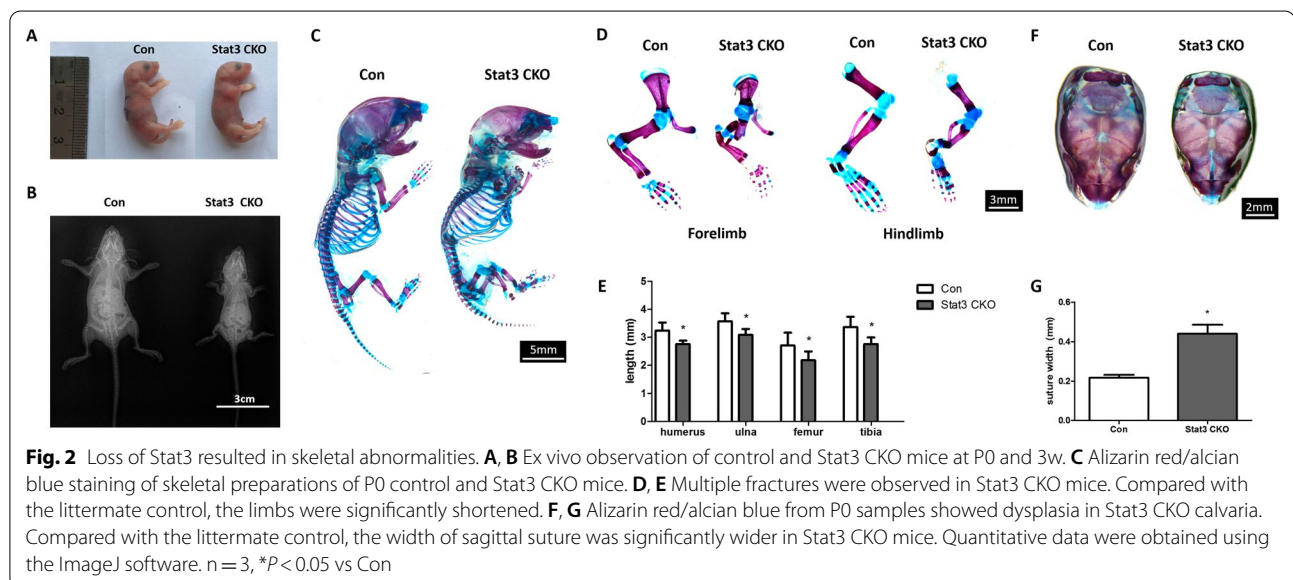 A
Con
Stat3 CKO
1
2
3
B
Con
Stat3 CKO
3cm
C
Con
Stat3 CKO
5mm
D
Con
Stat3 CKO
Con
Stat3 CKO
3mm
Forelimb
Hindlimb
E
Con
Stat3 CKO
length (mm)
5
4
3
2
1
0
* * * *
humerus ulna femur tibia
F
Con
Stat3 CKO
2mm
G
suture width (mm)
0.6
0.4
0.2
0.0
*
Con Stat3 CKO
Fig. 2 Loss of Stat3 resulted in skeletal abnormalities. A, B Ex vivo observation of control and Stat3 CKO mice at P0 and 3w. C Alizarin red/alcian
blue staining of skeletal preparations of P0 control and Stat3 CKO mice. D, E Multiple fractures were observed in Stat3 CKO mice. Compared with
the littermate control, the limbs were significantly shortened. F, G Alizarin red/alcian blue from P0 samples showed dysplasia in Stat3 CKO calvaria.
Compared with the littermate control, the width of sagittal suture was significantly wider in Stat3 CKO mice. Quantitative data were obtained using
the ImageJ software. n = 3, *P < 0.05 vs Con